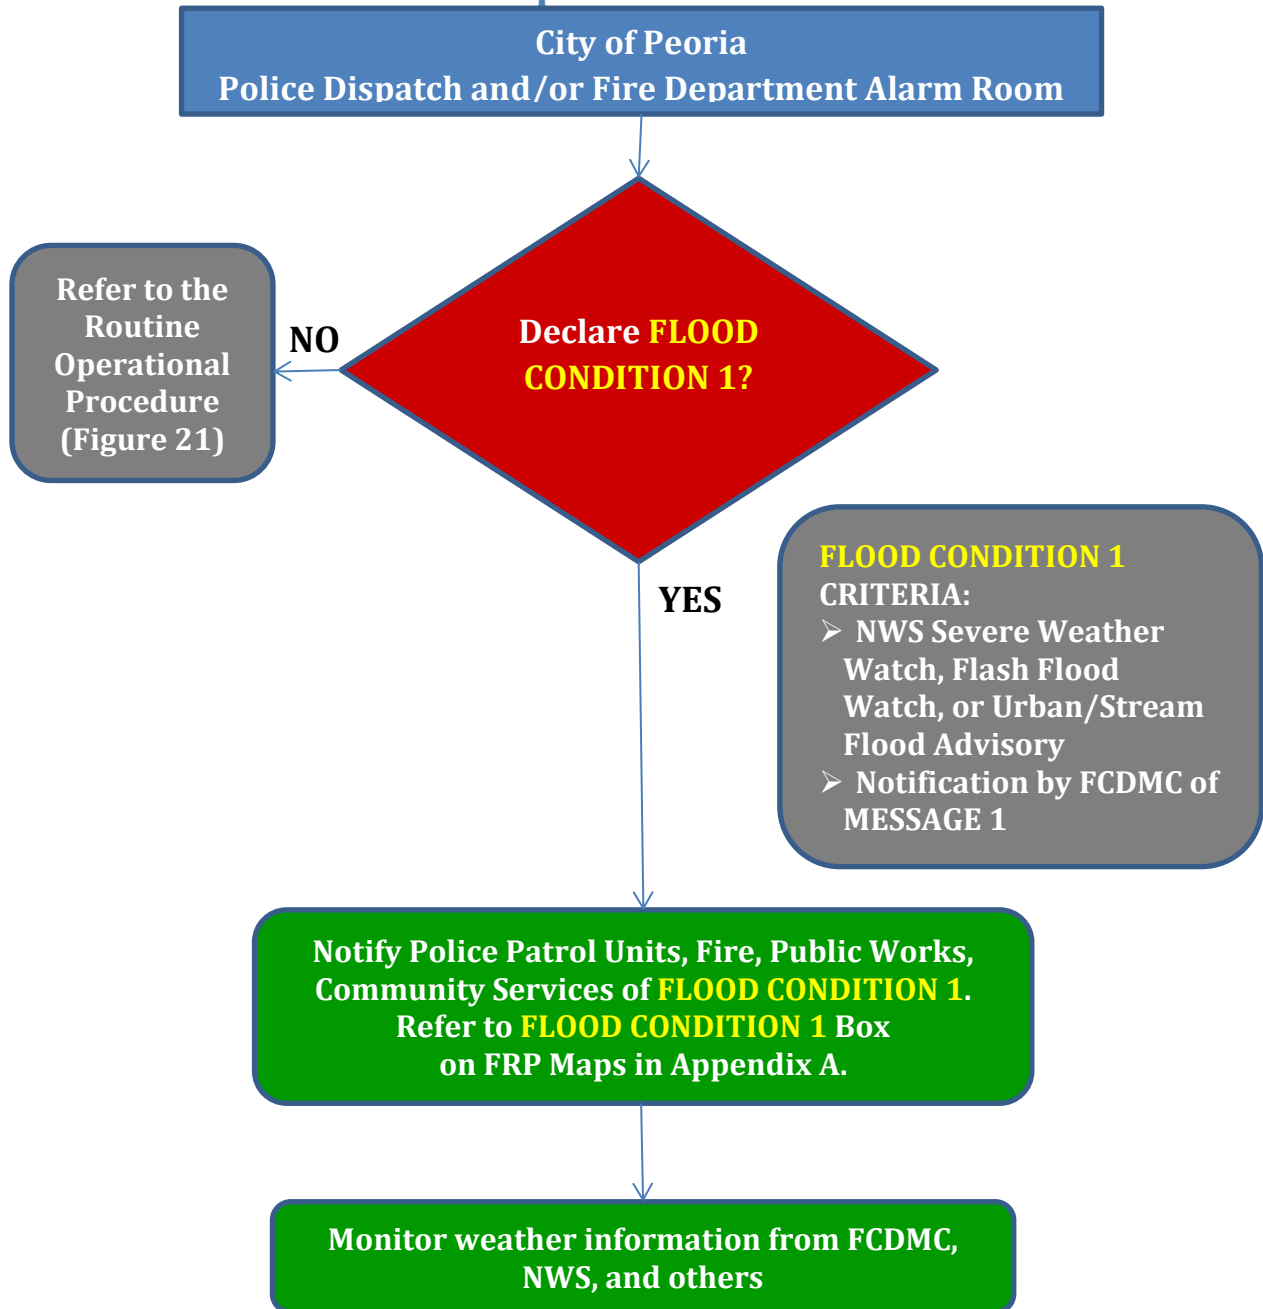 City of Peoria
Police Dispatch and/or Fire Department Alarm Room
Refer to the
Routine
Operational
Procedure
(Figure 21)
NO
Declare FLOOD
CONDITION 1?
YES
FLOOD CONDITION 1
CRITERIA:
➢ NWS Severe Weather
Watch, Flash Flood
Watch, or Urban/Stream
Flood Advisory
➢ Notification by FCDMC of
MESSAGE 1
Notify Police Patrol Units, Fire, Public Works,
Community Services of FLOOD CONDITION 1.
Refer to FLOOD CONDITION 1 Box
on FRP Maps in Appendix A.
Monitor weather information from FCDMC,
NWS, and others